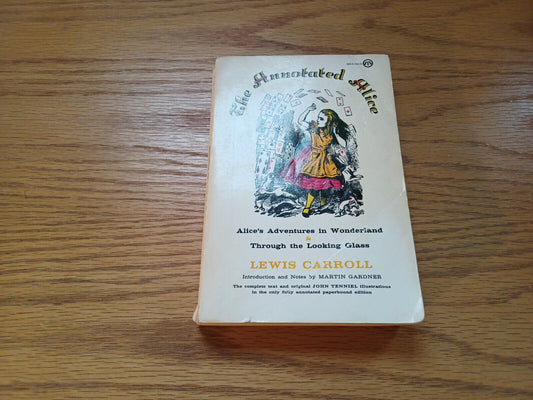 The Annotated Alice
Alice's Adventures in Wonderland
&
Through the Looking Glass
LEWIS CARROLL
Introduction and Notes by MARTIN GARDNER
The complete text and original JOHN TENNIEL illustrations
in the only fully annotated paperbound edition